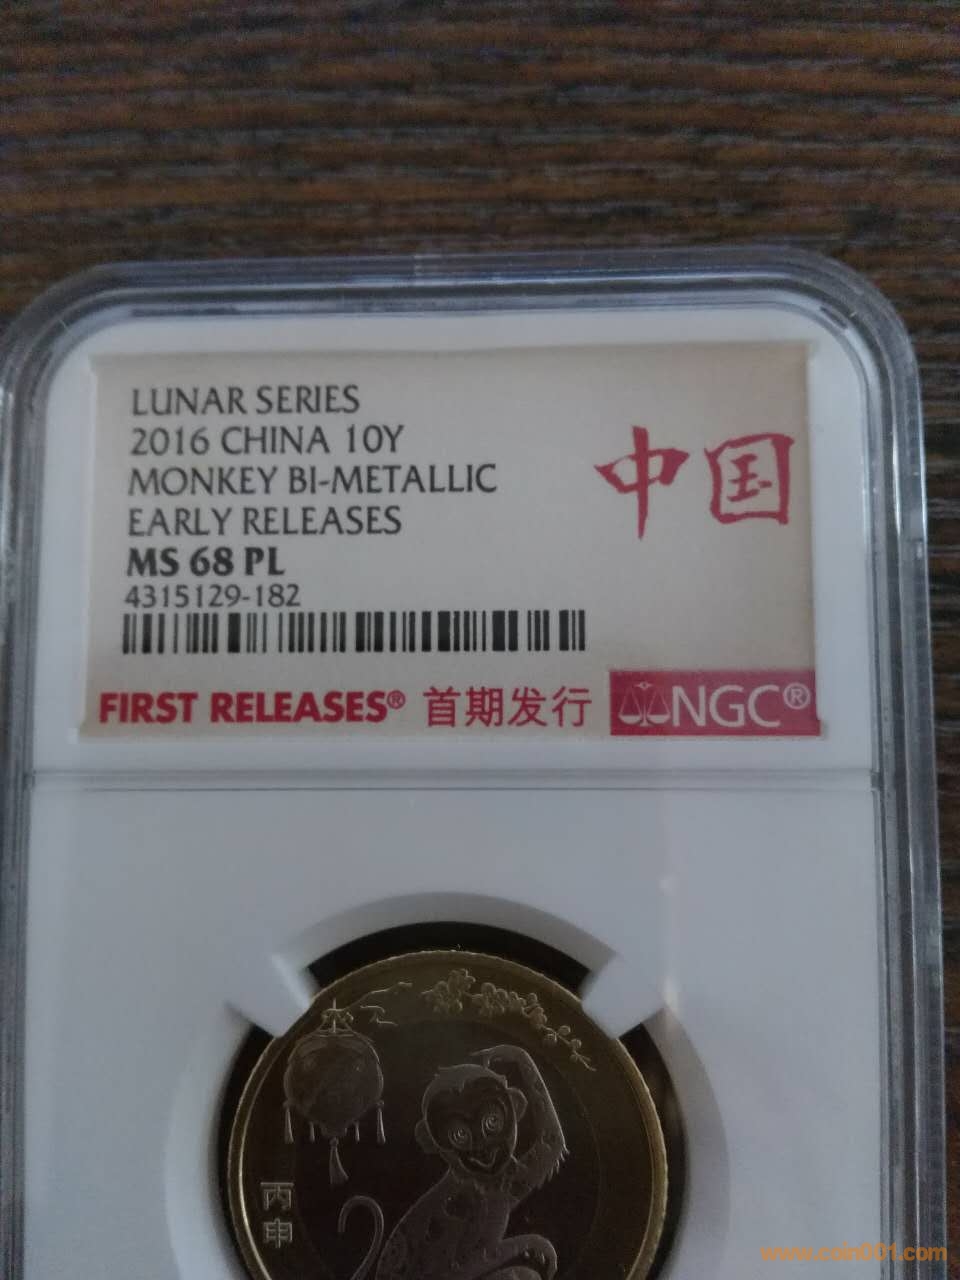 LUNAR SERIES
2016 CHINA 10Y
MONKEY BI-METALLIC
EARLY RELEASES
MS 68 PL
4315129-182
中国
FIRST RELEASES® 首期发行 NGC®
丙申
www.coin001.com